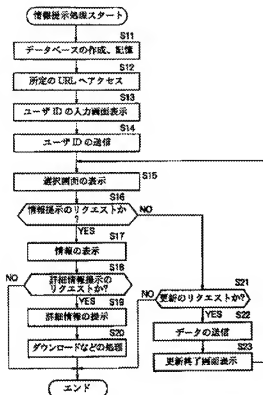 情報提示処理スタート
S11
データベースの作成、記憶
S12
所定のURLへアクセス
S13
ユーザIDの入力画面表示
S14
ユーザIDの送信
S15
選択画面の表示
S16
情報提示のリクエストか
?
NO
YES
S17
情報の表示
S18
NO
詳細情報提示の
リクエストか?
YES
S19
詳細情報の提示
S20
ダウンロードなどの処理
エンド
S21
NO
更新のリクエストか?
YES
S22
データの送信
S23
更新終了画面表示